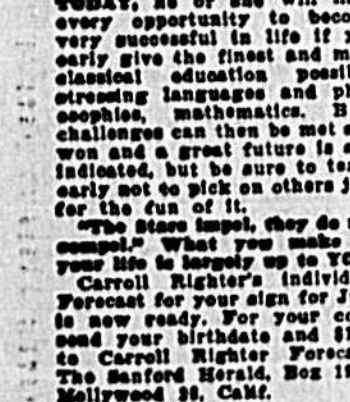 TODAY, he or she will
every opportunity to beco
very successful in life if
early give the finest and m
classical education possi
stressing languages and ph
osophies, mathematics. B
challenges can then be met
won and a great future is
indicated, but be sure to tea
early not to pick on others j
for the fun of it.
"The Stars impel, they do
compel." What you make
your life is largely up to YO
Carroll Righter's Individ
Forecast for your sign for J
is now ready. For your co
send your birthdate and $1
to Carroll Righter Foreca
The Sanford Herald, Box 19
Hollywood 28, Calif.